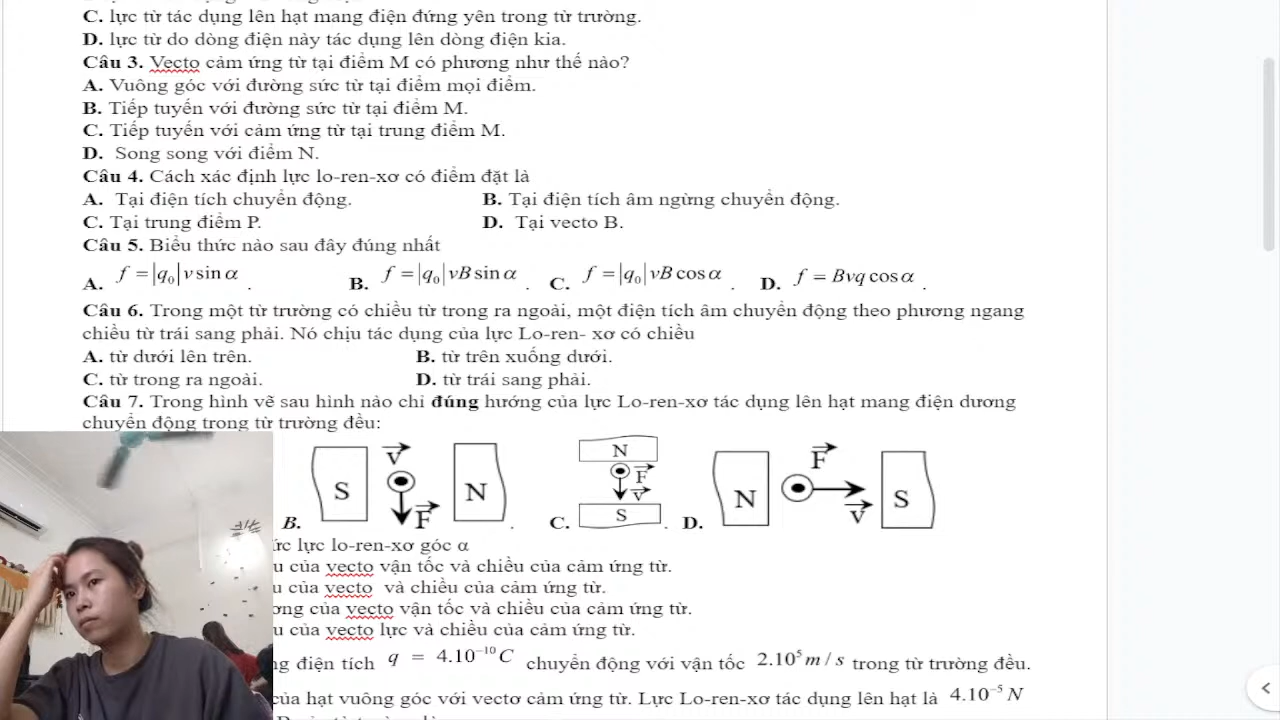 C. lực từ tác dụng lên hạt mang điện đứng yên trong từ trường.
D. lực từ do dòng điện này tác dụng lên dòng điện kia.
Câu 3. Vecto cảm ứng từ tại điểm M có phương như thế nào?
A. Vuông góc với đường sức từ tại điểm mọi điểm.
B. Tiếp tuyến với đường sức từ tại điểm M.
C. Tiếp tuyến với cảm ứng từ tại trung điểm M.
D. Song song với điểm N.
Câu 4. Cách xác định lực lo-ren-xơ có điểm đặt là
A. Tại điện tích chuyển động. B. Tại điện tích âm ngừng chuyển động.
C. Tại trung điểm P. D. Tại vecto B.
Câu 5. Biểu thức nào sau đây đúng nhất
A. f = |q₀| v sin α . B. f = |q₀| vB sin α . C. f = |q₀| vB cos α . D. f = Bvq cos α .
Câu 6. Trong một từ trường có chiều từ trong ra ngoài, một điện tích âm chuyển động theo phương ngang
chiều từ trái sang phải. Nó chịu tác dụng của lực Lo-ren- xơ có chiều
A. từ dưới lên trên. B. từ trên xuống dưới.
C. từ trong ra ngoài. D. từ trái sang phải.
Câu 7. Trong hình vẽ sau hình nào chỉ đúng hướng của lực Lo-ren-xơ tác dụng lên hạt mang điện dương
chuyển động trong từ trường đều:
B. S v F N . C. N F v S . D. N F v S
lực lo-ren-xơ góc α
của vecto vận tốc và chiều của cảm ứng từ.
của vecto và chiều của cảm ứng từ.
của vecto vận tốc và chiều của cảm ứng từ.
của vecto lực và chiều của cảm ứng từ.
điện tích q = 4.10⁻¹⁰ C chuyển động với vận tốc 2.10⁵ m / s trong từ trường đều.
của hạt vuông góc với vectơ cảm ứng từ. Lực Lo-ren-xơ tác dụng lên hạt là 4.10⁻⁵ N